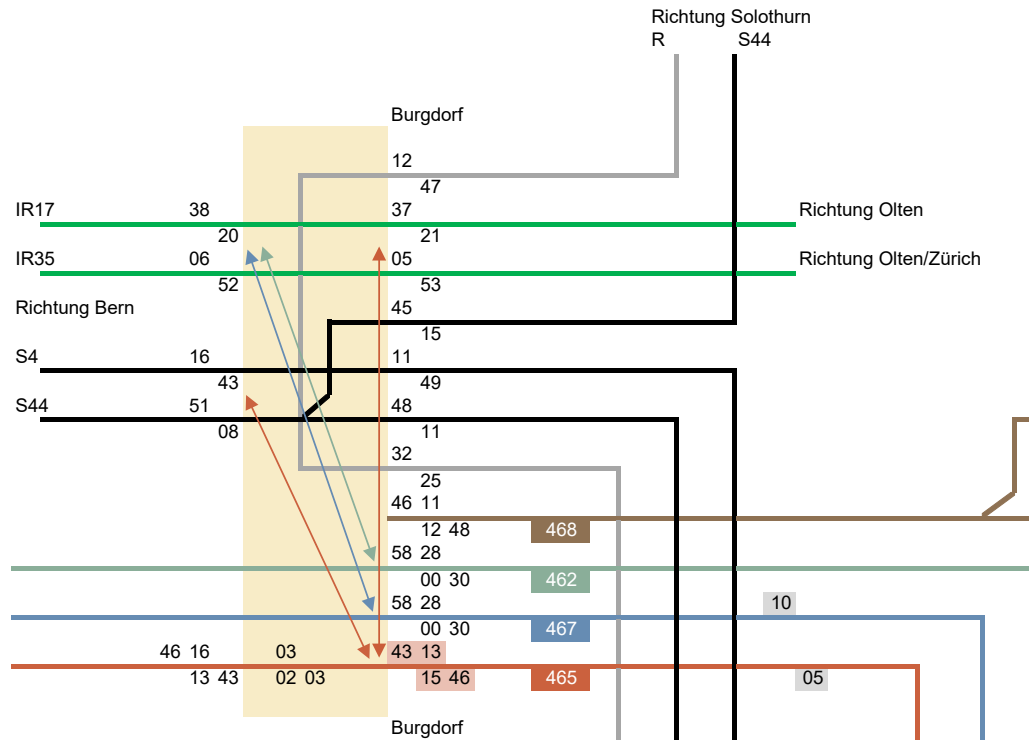 Richtung Solothurn
R S44
Burgdorf
12
47
IR17 38 37 Richtung Olten
20 21
IR35 06 05 Richtung Olten/Zürich
52 53
Richtung Bern 45
15
S4 16 11
43 49
S44 51 48
08 11
32
25
46 11
12 48 468
58 28
00 30 462
58 28 10
00 30 467
46 16 03 43 13
13 43 02 03 15 46 465 05
Burgdorf